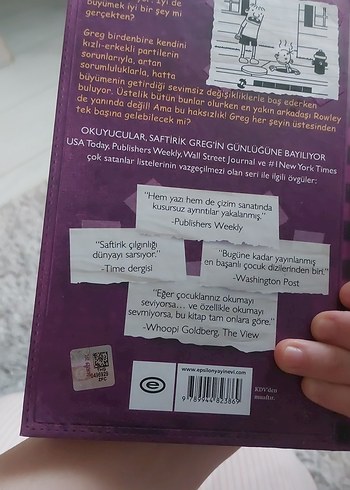 büyümek iyi bir şey mi
gerçekten?
Greg birdenbire kendini
kızlı-erkekli partilerin
sorunlarıyla, artan
sorumluluklarla, hatta
büyümenin getirdiği sevimsiz değişikliklerle baş ederken
buluyor. Üstelik bütün bunlar olurken en yakın arkadaşı Rowley
de yanında değil! Ama bu haksızlık! Greg her şeyin üstesinden
tek başına gelebilecek mi?
OKUYUCULAR, SAFTİRİK GREG'İN GÜNLÜĞÜNE BAYILIYOR
USA Today, Publishers Weekly, Wall Street Journal ve #1 New York Times
çok satanlar listelerinin vazgeçilmezi olan seri ile ilgili övgüler:
"Hem yazı hem de çizim sanatında
kusursuz ayrıntılar yakalanmış."
-Publishers Weekly
"Saftirik çılgınlığı
dünyayı sarsıyor."
-Time dergisi
"Bugüne kadar yayınlanmış
en başarılı çocuk dizilerinden biri."
-Washington Post
"Eğer çocuklarınız okumayı
seviyorsa... ve özellikle okumayı
sevmiyorsa, bu kitap tam onlara göre."
-Whoopi Goldberg, The View
www.epsilonyayinevi.com
9 789944 823869
KDV'den
muaftır.